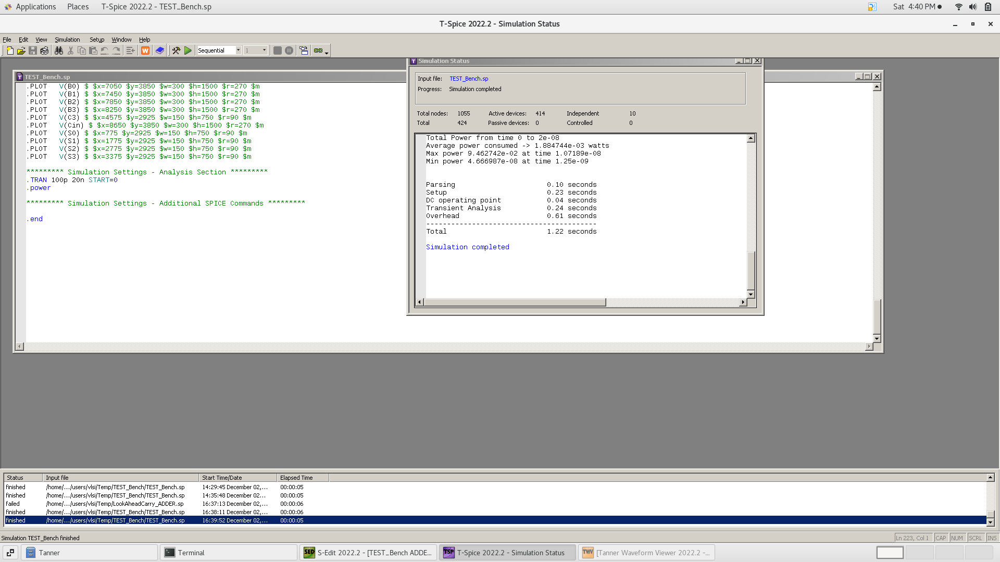 Applications Places T-Spice 2022.2 - TEST_Bench.sp Sat 4:40 PM
T-Spice 2022.2 - Simulation Status
File Edit View Simulation Setup Window Help
W Sequential 1
TEST_Bench.sp
.PLOT V(B0) $ $x=7050 $y=3850 $w=300 $h=1500 $r=270 $m
.PLOT V(B1) $ $x=7450 $y=3850 $w=300 $h=1500 $r=270 $m
.PLOT V(B2) $ $x=7850 $y=3850 $w=300 $h=1500 $r=270 $m
.PLOT V(B3) $ $x=8250 $y=3850 $w=300 $h=1500 $r=270 $m
.PLOT V(C3) $ $x=4575 $y=2925 $w=150 $h=750 $r=90 $m
.PLOT V(Cin) $ $x=8650 $y=3850 $w=300 $h=1500 $r=270 $m
.PLOT V(S0) $ $x=775 $y=2925 $w=150 $h=750 $r=90 $m
.PLOT V(S1) $ $x=1775 $y=2925 $w=150 $h=750 $r=90 $m
.PLOT V(S2) $ $x=2775 $y=2925 $w=150 $h=750 $r=90 $m
.PLOT V(S3) $ $x=3375 $y=2925 $w=150 $h=750 $r=90 $m
********* Simulation Settings - Analysis Section *********
.TRAN 100p 20n START=0
.power
********* Simulation Settings - Additional SPICE Commands *********
.end
Simulation Status
Input file: TEST_Bench.sp
Progress: Simulation completed
Total nodes: 1055 Active devices: 414 Independent 10
Total 424 Passive devices: 0 Controlled 0
Total Power from time 0 to 2e-08
Average power consumed -> 1.884744e-03 watts
Max power 9.462742e-02 at time 1.07189e-08
Min power 4.666987e-08 at time 1.25e-09
Parsing 0.10 seconds
Setup 0.23 seconds
DC operating point 0.04 seconds
Transient Analysis 0.24 seconds
Overhead 0.61 seconds
-----------------------------------------
Total 1.22 seconds
Simulation completed
Status Input file Start Time/Date Elapsed Time
finished /home/.../users/vlsi/Temp/TEST_Bench/TEST_Bench.sp 14:29:45 December 02,... 00:00:05
finished /home/.../users/vlsi/Temp/TEST_Bench/TEST_Bench.sp 14:35:48 December 02,... 00:00:05
failed /home/.../users/vlsi/Temp/LookAheadCarry_ADDER.sp 16:37:13 December 02,... 00:00:06
finished /home/.../users/vlsi/Temp/TEST_Bench/TEST_Bench.sp 16:38:11 December 02,... 00:00:06
finished /home/.../users/vlsi/Temp/TEST_Bench/TEST_Bench.sp 16:39:52 December 02,... 00:00:05
Simulation TEST_Bench finished Ln 223, Col 1 CAP NUM SCRL INS
Tanner Terminal SED S-Edit 2022.2 - [TEST_Bench ADDE... TSP T-Spice 2022.2 - Simulation Status TWV [Tanner Waveform Viewer 2022.2 -...